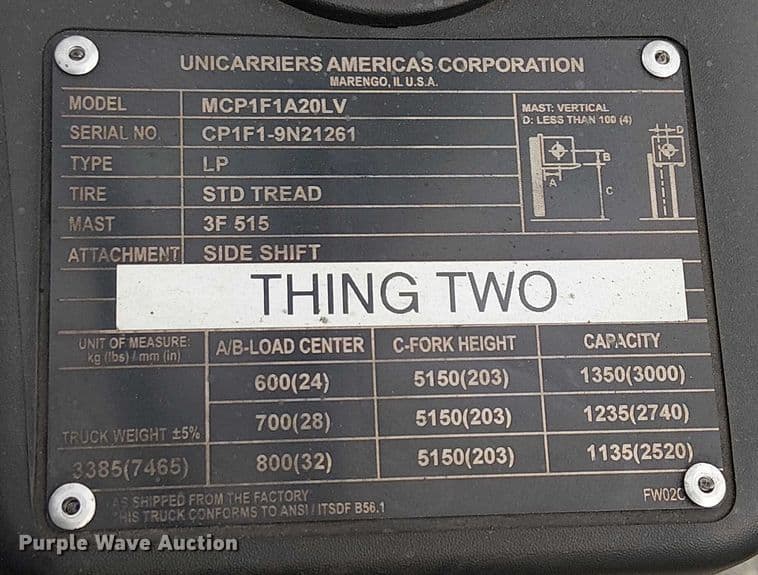 UNICARRIERS AMERICAS CORPORATION
MARENGO, IL U.S.A.
MODEL MCP1F1A20LV
SERIAL NO. CP1F1-9N21261
TYPE LP
TIRE STD TREAD
MAST 3F 515
ATTACHMENT SIDE SHIFT
MAST: VERTICAL
D: LESS THAN 100 (4)
A
B
C
D
THING TWO
UNIT OF MEASURE:
kg (lbs) / mm (in)
A/B-LOAD CENTER C-FORK HEIGHT CAPACITY
600(24) 5150(203) 1350(3000)
700(28) 5150(203) 1235(2740)
800(32) 5150(203) 1135(2520)
TRUCK WEIGHT ±5%
3385(7465)
AS SHIPPED FROM THE FACTORY
THIS TRUCK CONFORMS TO ANSI / ITSDF B56.1
Purple Wave Auction